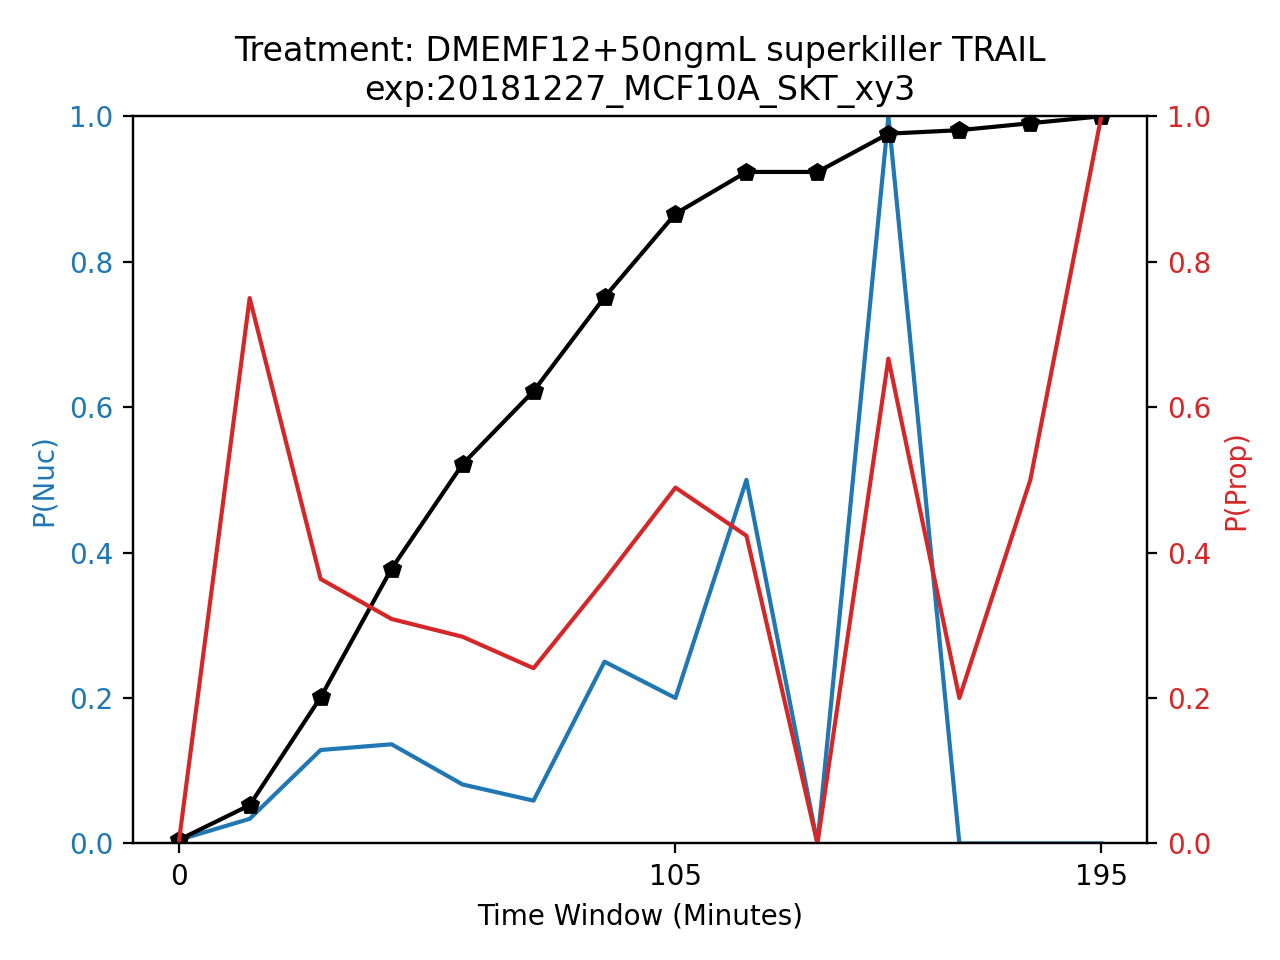 Treatment: DMEMF12+50ngmL superkiller TRAIL
exp:20181227_MCF10A_SKT_xy3
1.0
0.8
0.6
0.4
0.2
0.0
P(Nuc)
1.0
0.8
0.6
0.4
0.2
0.0
P(Prop)
0 105 195
Time Window (Minutes)